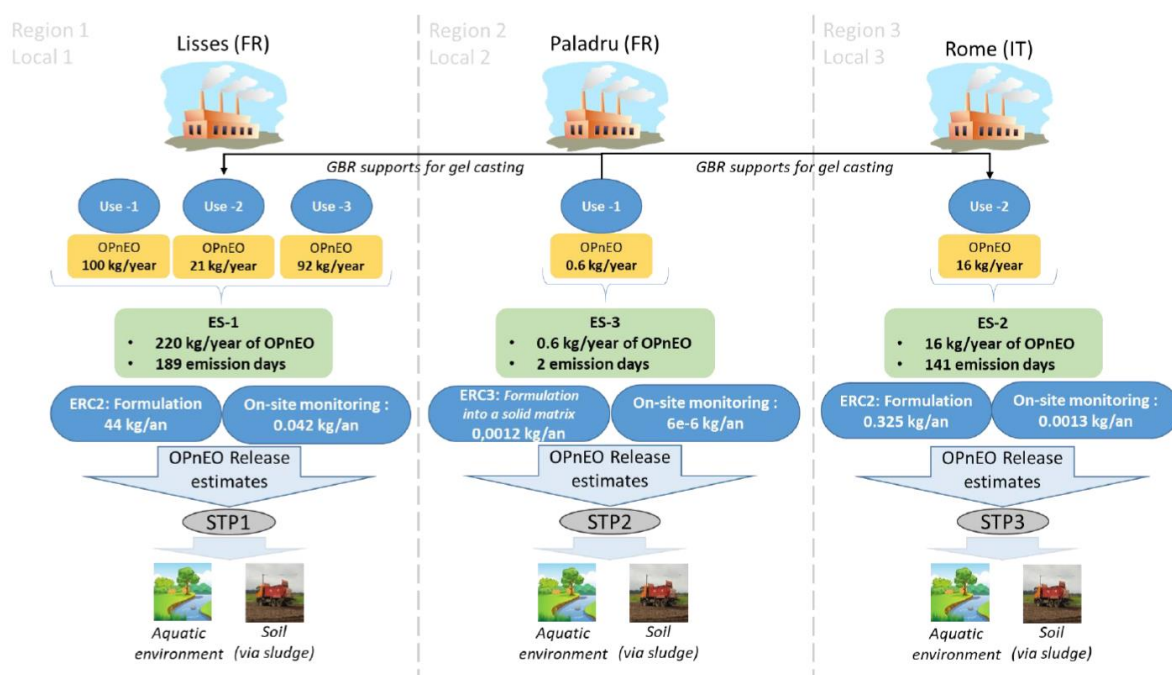 Region 1
Local 1
Lisses (FR)
Region 2
Local 2
Paladru (FR)
Region 3
Local 3
Rome (IT)
GBR supports for gel casting
GBR supports for gel casting
Use -1
Use -2
Use -3
Use -1
Use -2
OPnEO
100 kg/year
OPnEO
21 kg/year
OPnEO
92 kg/year
OPnEO
0.6 kg/year
OPnEO
16 kg/year
ES-1
• 220 kg/year of OPnEO
• 189 emission days
ES-3
• 0.6 kg/year of OPnEO
• 2 emission days
ES-2
• 16 kg/year of OPnEO
• 141 emission days
ERC2: Formulation
44 kg/an
On-site monitoring :
0.042 kg/an
ERC3: Formulation
into a solid matrix
0,0012 kg/an
On-site monitoring :
6e-6 kg/an
ERC2: Formulation
0.325 kg/an
On-site monitoring :
0.0013 kg/an
OPnEO Release
estimates
OPnEO Release
estimates
OPnEO Release
estimates
STP1
STP2
STP3
Aquatic
environment
Soil
(via sludge)
Aquatic
environment
Soil
(via sludge)
Aquatic
environment
Soil
(via sludge)